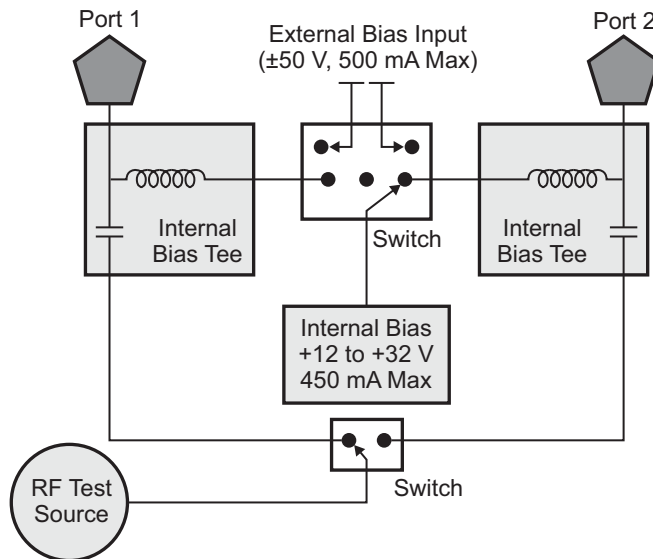 Port 1
External Bias Input
(±50 V, 500 mA Max)
Port 2
Internal
Bias Tee
Switch
Internal
Bias Tee
Internal Bias
+12 to +32 V
450 mA Max
RF Test
Source
Switch